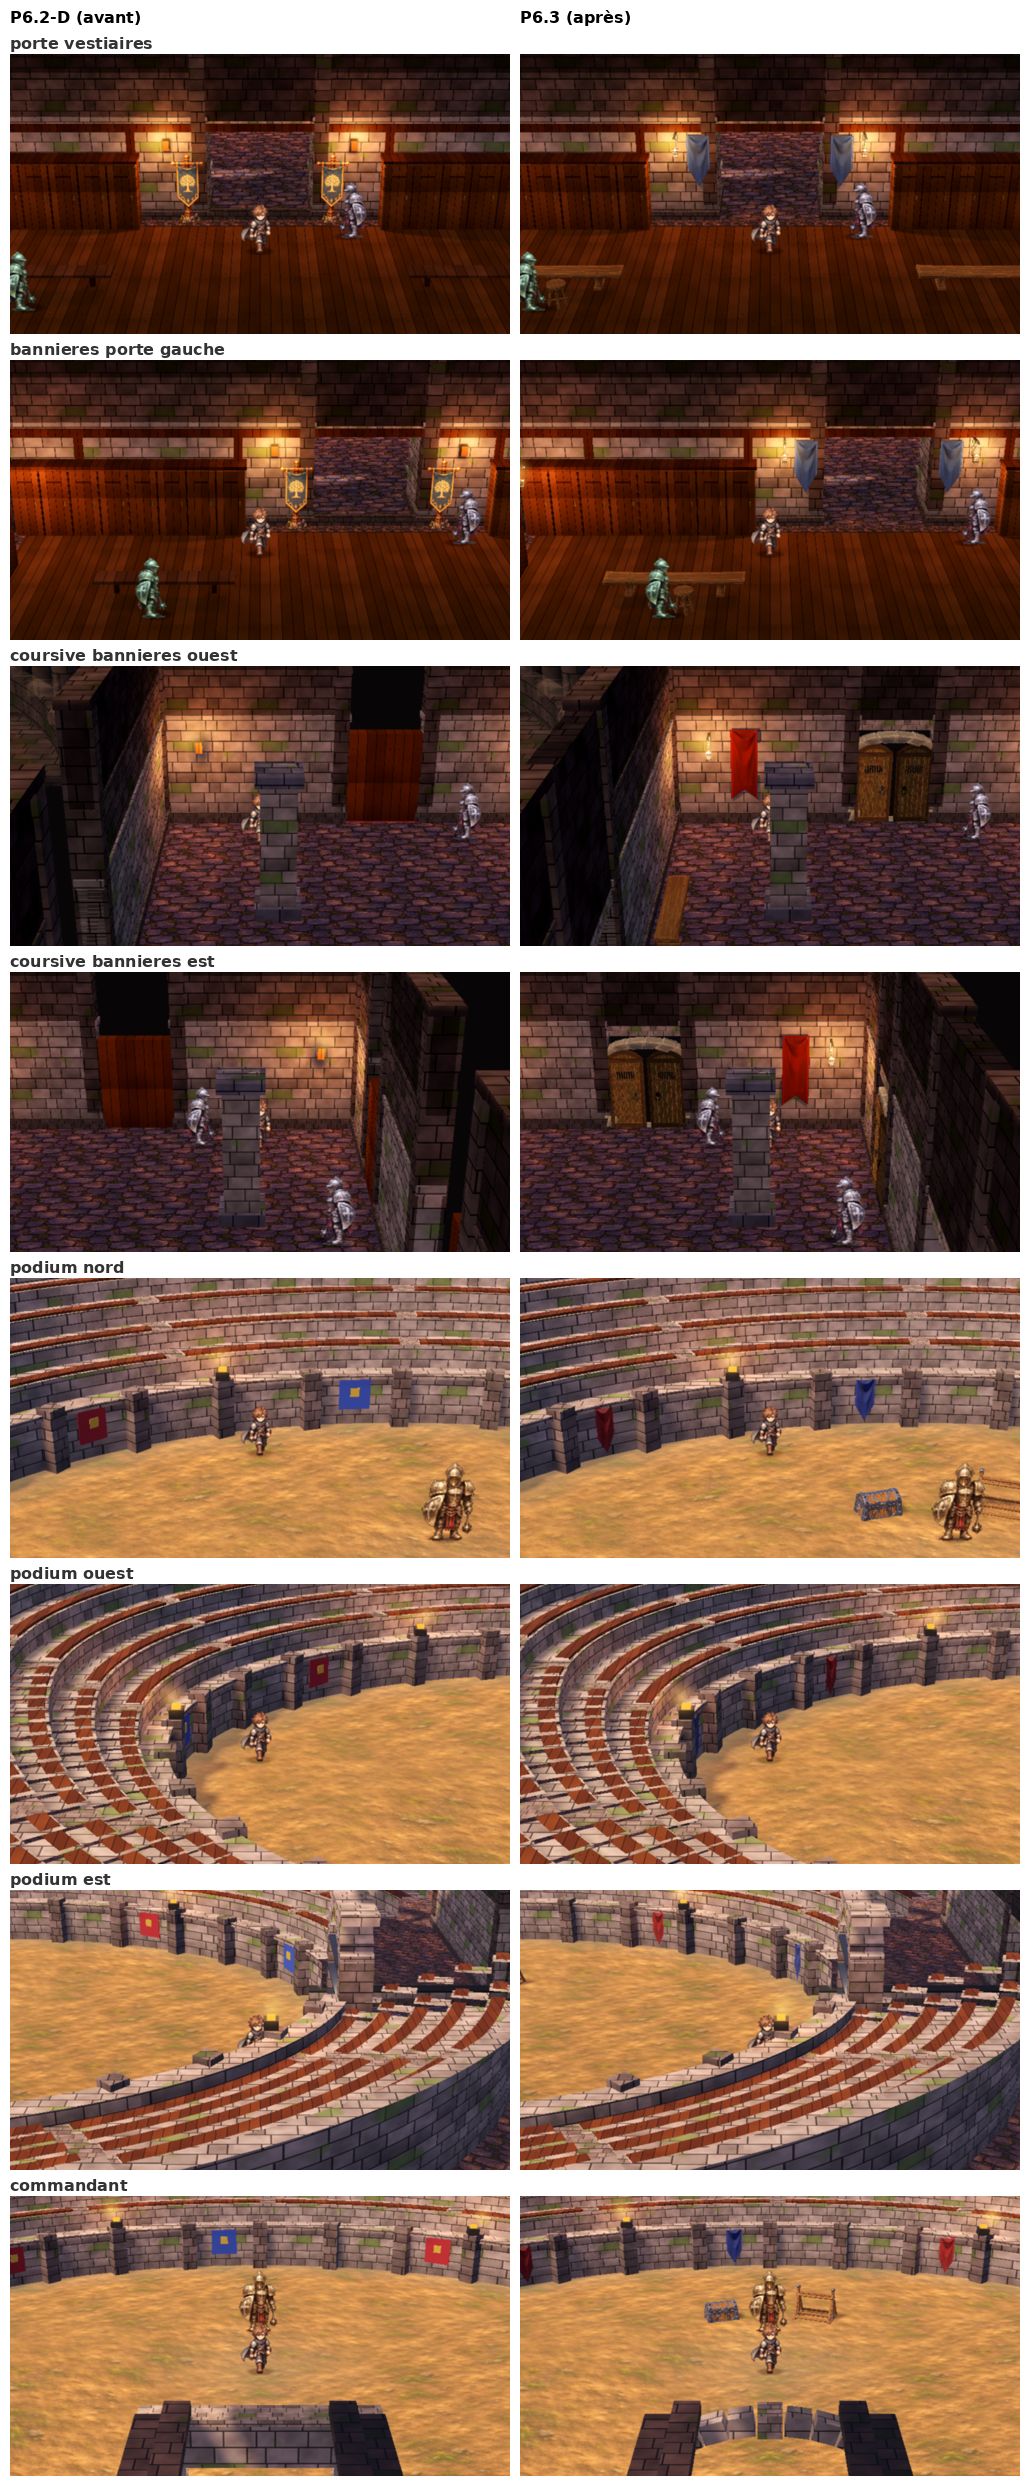 P6.2-D (avant)
P6.3 (après)
porte vestiaires
bannieres porte gauche
coursive bannieres ouest
coursive bannieres est
podium nord
podium ouest
podium est
commandant